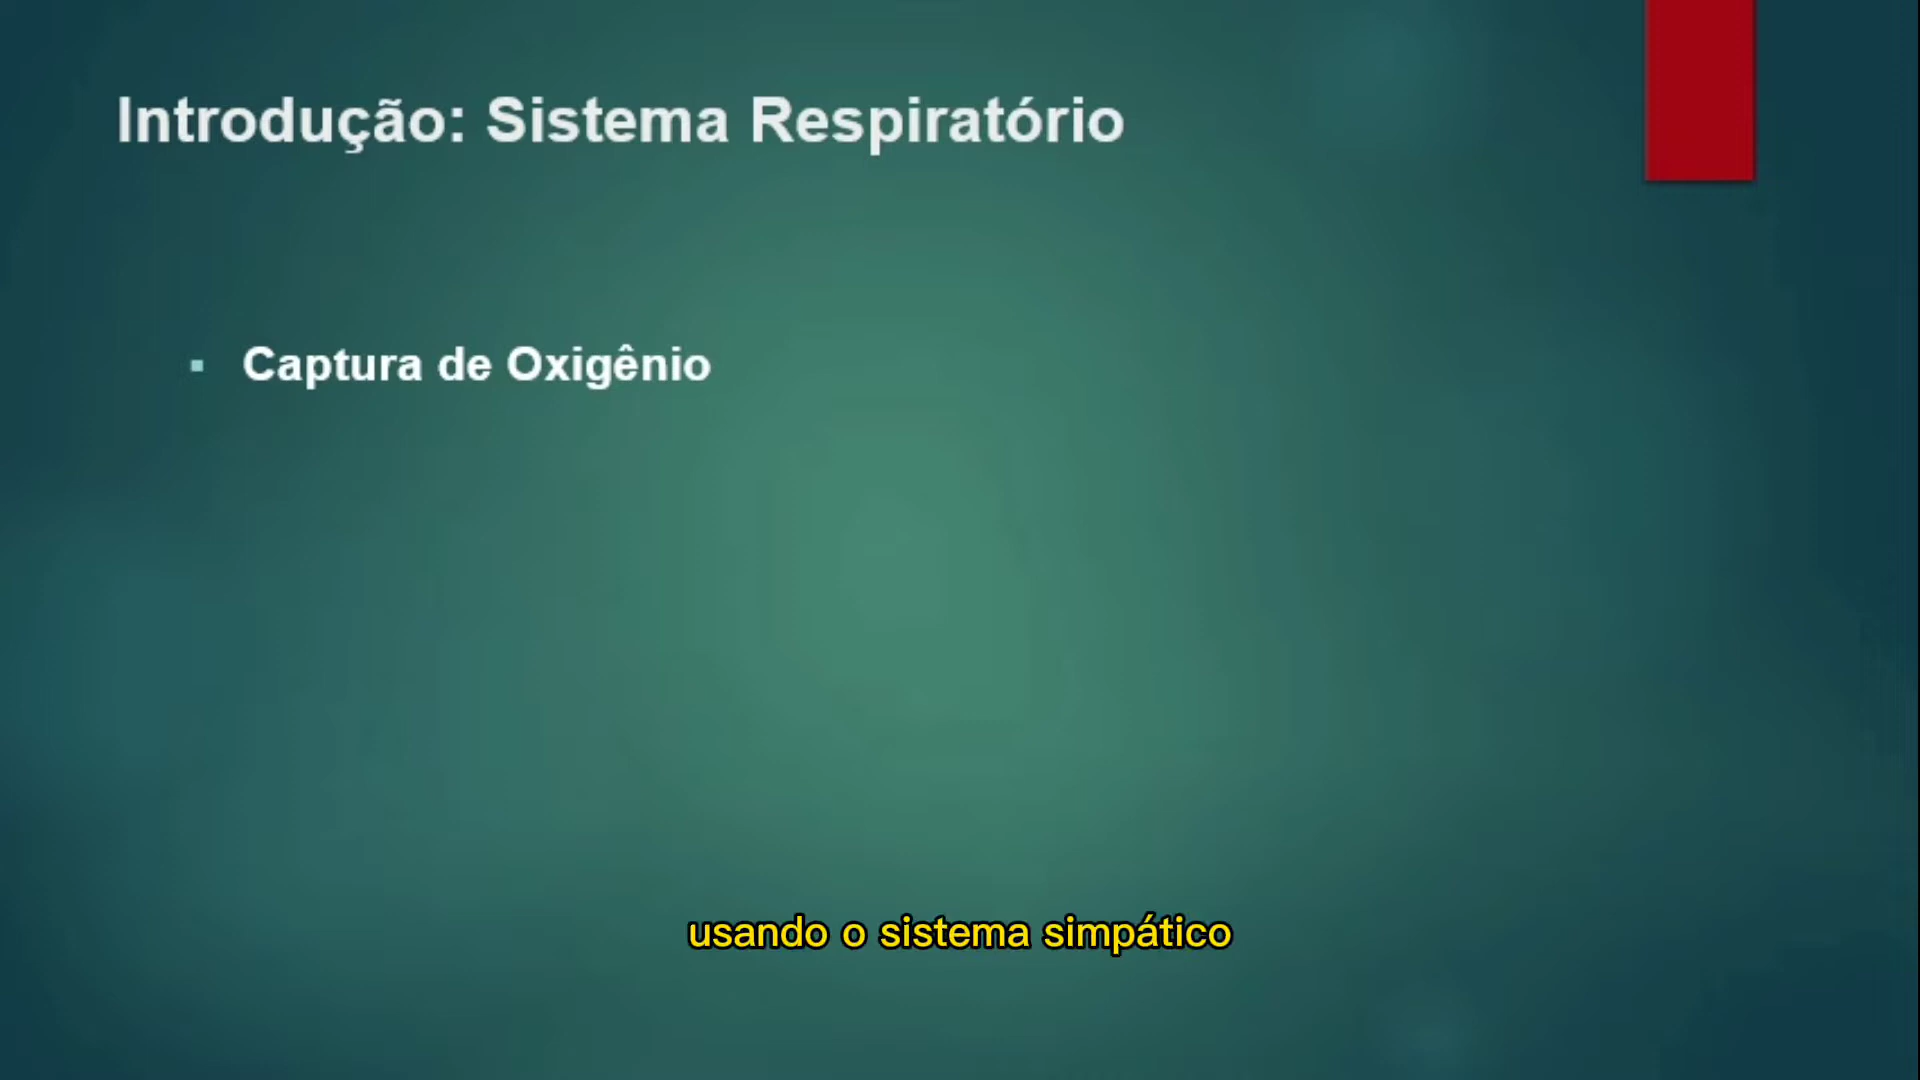 Introdução: Sistema Respiratório
▪ Captura de Oxigênio
usando o sistema simpático